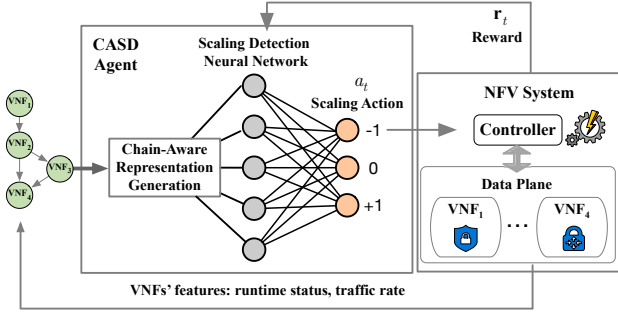 CASD
Agent
Scaling Detection
Neural Network
r_t
Reward
a_t
Scaling Action
NFV System
VNF₁
VNF₂
VNF₃
VNF₄
Chain-Aware
Representation
Generation
-1
0
+1
Controller
Data Plane
VNF₁
...
VNF₄
VNFs' features: runtime status, traffic rate